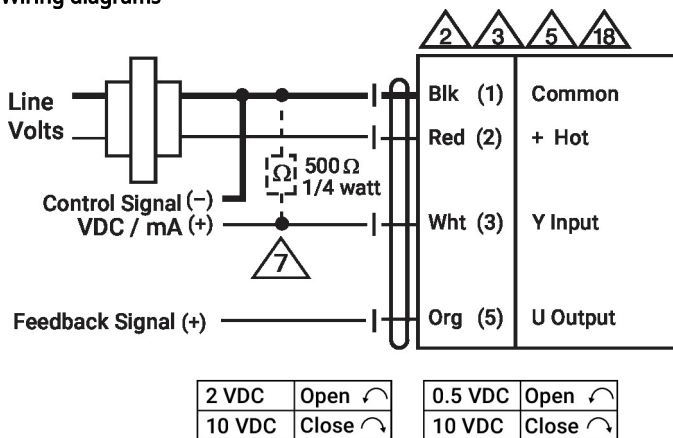 Wiring diagrams
2 3 5 18
Line
Volts
Blk (1) Common
Red (2) + Hot
Ω 500 Ω
1/4 watt
Control Signal (−)
VDC / mA (+)
Wht (3) Y Input
7
Feedback Signal (+)
Org (5) U Output
2 VDC Open 0.5 VDC Open
10 VDC Close 10 VDC Close